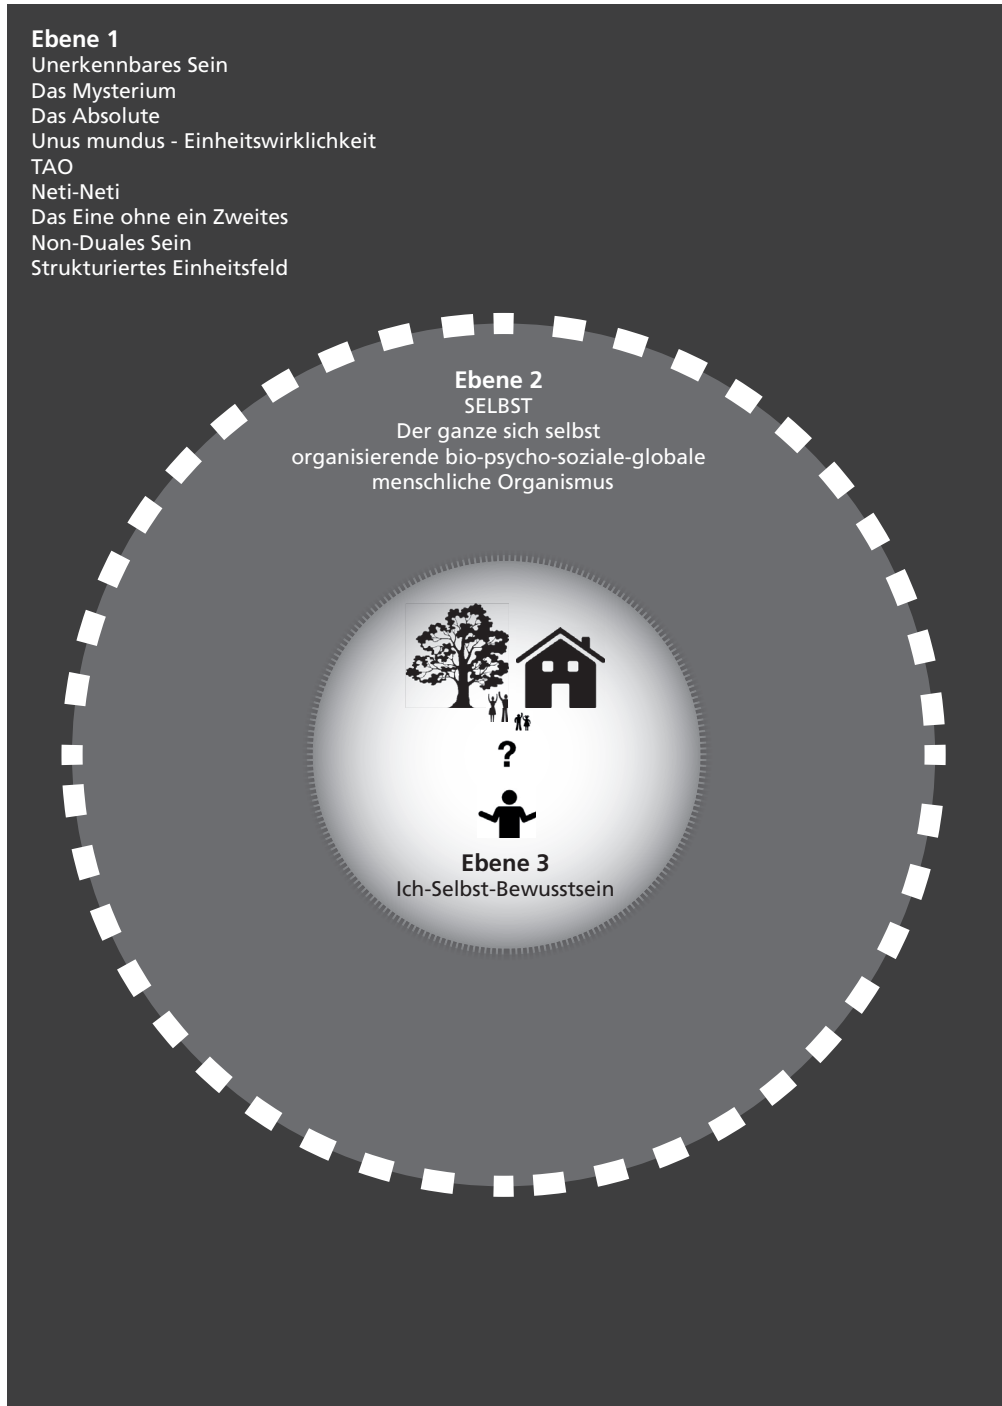 Ebene 1
Unerkennbares Sein
Das Mysterium
Das Absolute
Unus mundus - Einheitswirklichkeit
TAO
Neti-Neti
Das Eine ohne ein Zweites
Non-Duales Sein
Strukturiertes Einheitsfeld
Ebene 2
SELBST
Der ganze sich selbst
organisierende bio-psycho-soziale-globale
menschliche Organismus
?
Ebene 3
Ich-Selbst-Bewusstsein